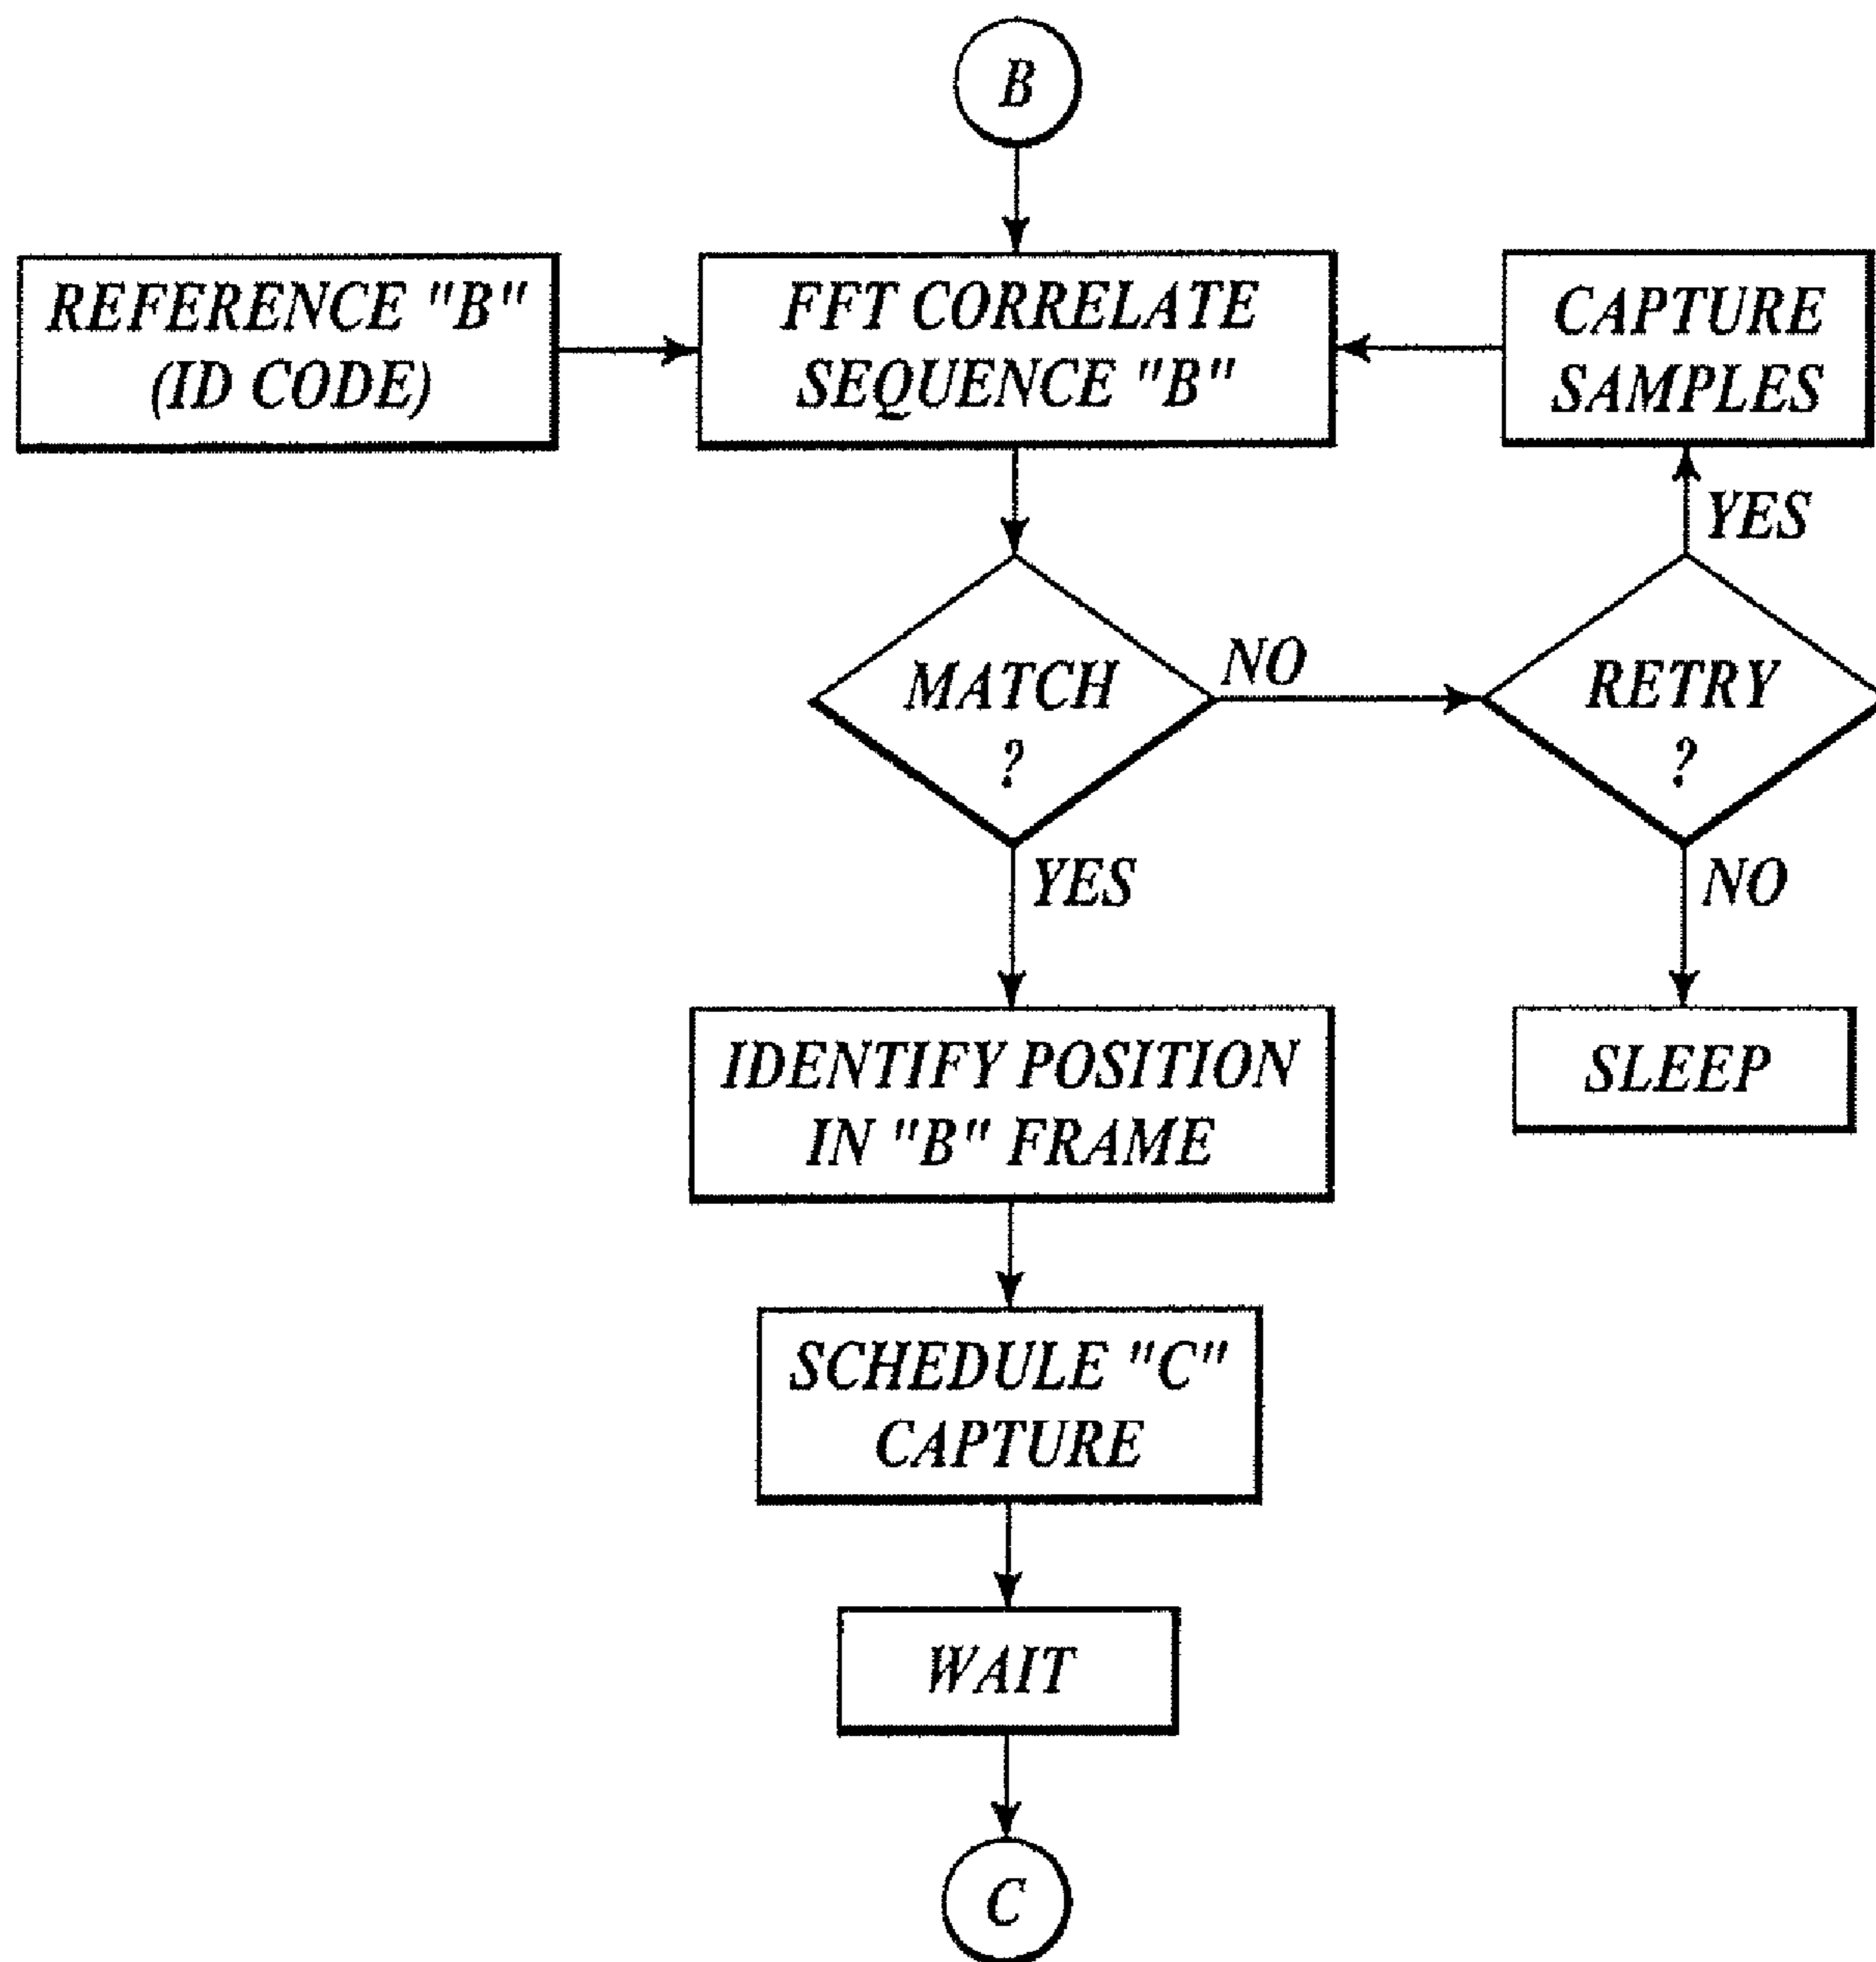 B
REFERENCE "B"
(ID CODE)
FFT CORRELATE
SEQUENCE "B"
CAPTURE
SAMPLES
YES
MATCH
?
NO
RETRY
?
YES
NO
IDENTIFY POSITION
IN "B" FRAME
SLEEP
SCHEDULE "C"
CAPTURE
WAIT
C